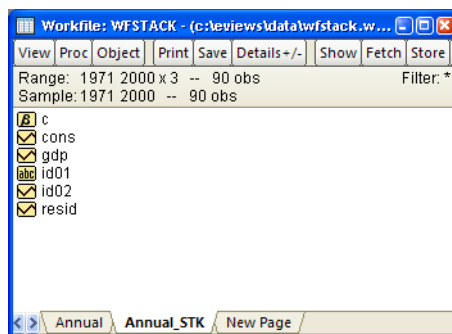 Workfile: WFSTACK - (c:\eviews\data\wfstack.w...
View Proc Object Print Save Details+/- Show Fetch Store
Range: 1971 2000 x 3 -- 90 obs Filter: *
Sample: 1971 2000 -- 90 obs
β c
cons
gdp
abc id01
id02
resid
Annual Annual_STK New Page